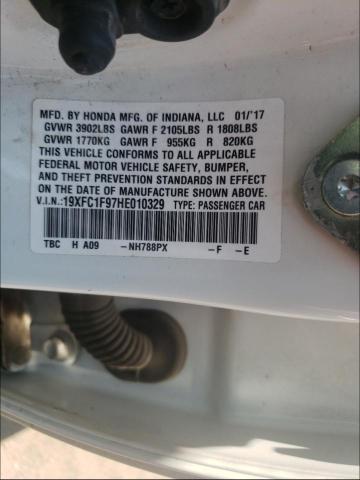 MFD. BY HONDA MFG. OF INDIANA, LLC 01/'17
GVWR 3902LBS GAWR F 2105LBS R 1808LBS
GVWR 1770KG GAWR F 955KG R 820KG
THIS VEHICLE CONFORMS TO ALL APPLICABLE
FEDERAL MOTOR VEHICLE SAFETY, BUMPER,
AND THEFT PREVENTION STANDARDS IN EFFECT ON
THE DATE OF MANUFACTURE SHOWN ABOVE.
V.I.N.: 19XFC1F97HE010329 TYPE: PASSENGER CAR
TBC H A09 -NH788PX -F -E